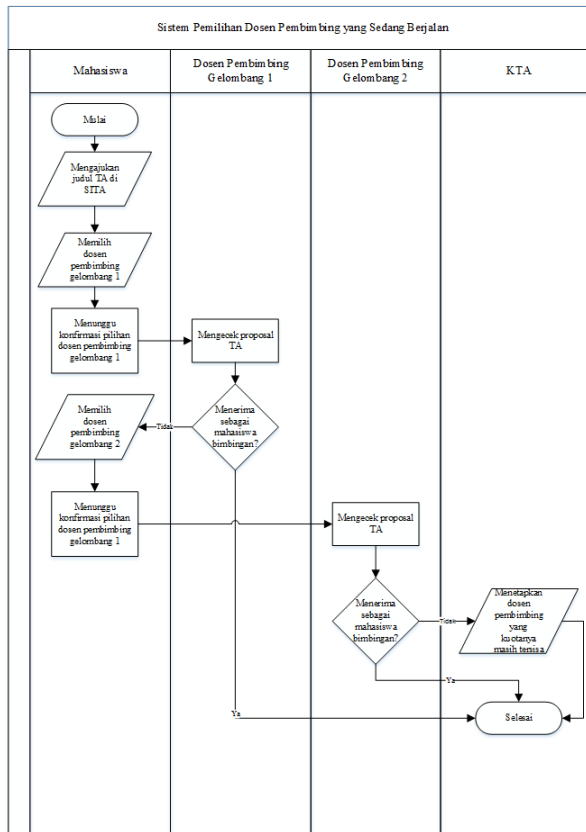 Sistem Pemilihan Dosen Pembimbing yang Sedang Berjalan
Mahasiswa
Dosen Pembimbing
Gelombang 1
Dosen Pembimbing
Gelombang 2
KTA
Mulai
Mengajukan
judul TA di
SITA
Memilih
dosen
pembimbing
gelombang 1
Menunggu
konfirmasi pilihan
dosen pembimbing
gelombang 1
Mengecek proposal
TA
Menerima
sebagai
mahasiswa
bimbingan?
Tidak
Memilih
dosen
pembimbing
gelombang 2
Menunggu
konfirmasi pilihan
dosen pembimbing
gelombang 1
Mengecek proposal
TA
Menerima
sebagai
mahasiswa
bimbingan?
Tidak
Menetapkan
dosen
pembimbing
yang
kuotanya
masih tersisa
Ya
Ya
Selesai